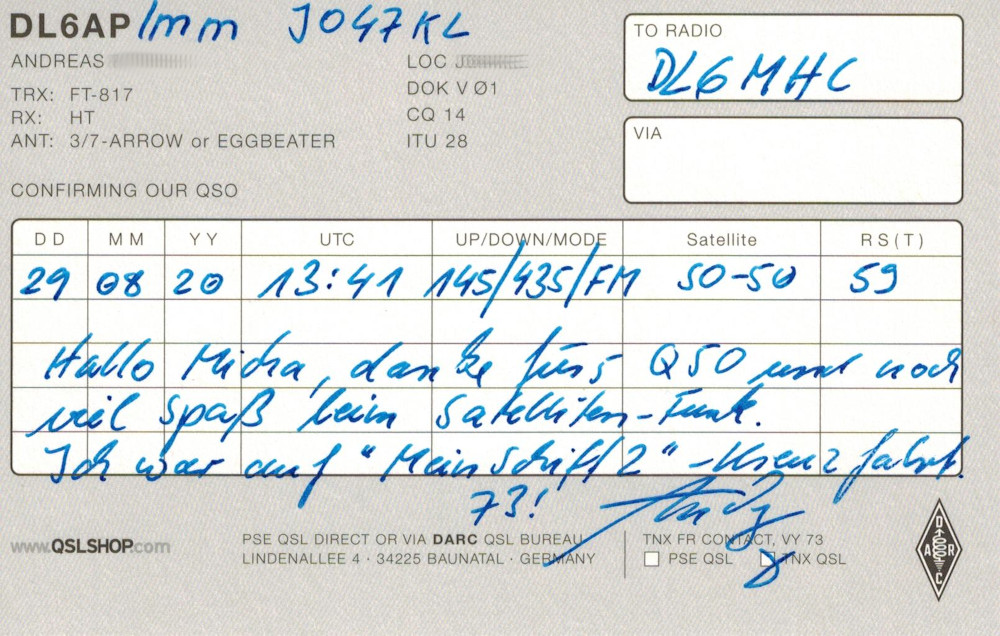 DL6AP/mm JO47KL
ANDREAS LOC
TO RADIO
DL6MHC
TRX: FT-817 DOK V Ø1
RX: HT CQ 14
ANT: 3/7-ARROW or EGGBEATER ITU 28
VIA
CONFIRMING OUR QSO
DD MM YY UTC UP/DOWN/MODE Satellite RS(T)
29 08 20 13:41 145/435/FM SO-50 59
Hallo Micha, danke fürs QSO und noch
viel Spaß beim Satelliten-Funk.
Ich war auf "Mein Schiff 2"-Kreuzfahrt.
73! Andy
www.QSLSHOP.com
PSE QSL DIRECT OR VIA DARC QSL BUREAU
LINDENALLEE 4 · 34225 BAUNATAL · GERMANY
TNX FR CONTACT, VY 73
PSE QSL TNX QSL
DARC